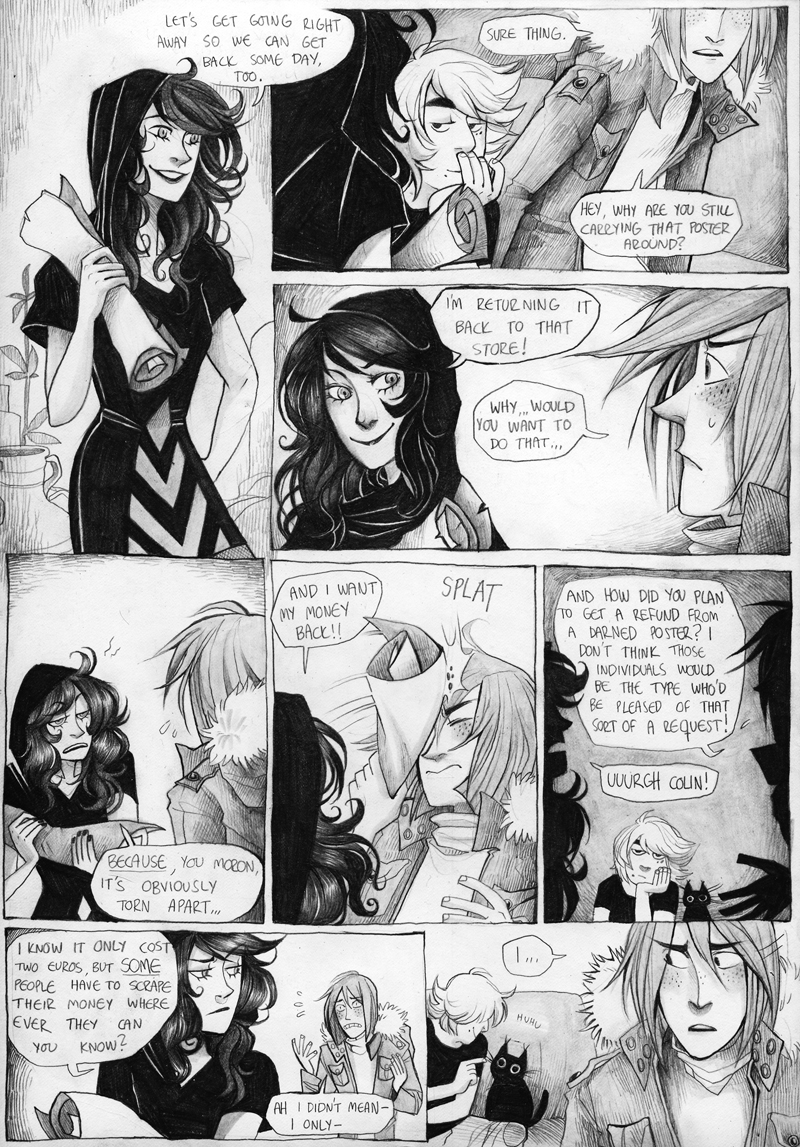 LET'S GET GOING RIGHT
AWAY SO WE CAN GET
BACK SOME DAY,
TOO.
SURE THING.
HEY, WHY ARE YOU STILL
CARRYING THAT POSTER
AROUND?
I'M RETURNING IT
BACK TO THAT
STORE!
WHY,,, WOULD
YOU WANT TO
DO THAT,,,
BECAUSE, YOU MORON,
IT'S OBVIOUSLY
TORN APART,,,
AND I WANT
MY MONEY
BACK!!
SPLAT
AND HOW DID YOU PLAN
TO GET A REFUND FROM
A DARNED POSTER? I
DON'T THINK THOSE
INDIVIDUALS WOULD
BE THE TYPE WHO'D
BE PLEASED OF THAT
SORT OF A REQUEST!
UUURGH COLIN!
I KNOW IT ONLY COST
TWO EUROS, BUT SOME
PEOPLE HAVE TO SCRAPE
THEIR MONEY WHERE
EVER THEY CAN
YOU KNOW?
AH I DIDN'T MEAN–
I ONLY–
I...
HUHU